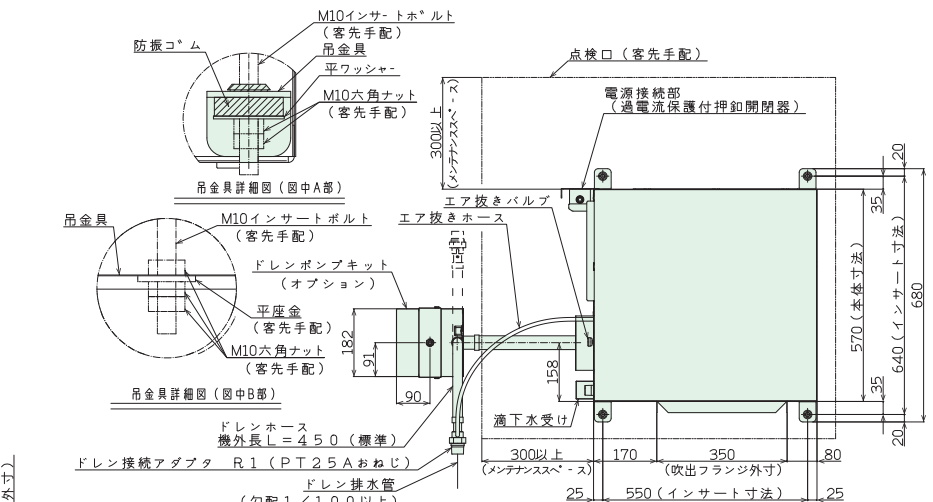 M10インサートボルト
(客先手配)
防振ゴム
吊金具
平ワッシャー
M10六角ナット
(客先手配)
吊金具詳細図(図中A部)
点検口(客先手配)
電源接続部
(過電流保護付押釦開閉器)
300以上
(メンテナンススペース)
20
35
エア抜きバルブ
エア抜きホース
吊金具
M10インサートボルト
(客先手配)
ドレンポンプキット
(オプション)
平座金
(客先手配)
M10六角ナット
(客先手配)
吊金具詳細図(図中B部)
182
91
90
158
570(本体寸法)
640(インサート寸法)
680
35
20
滴下水受け
ドレンホース
機外長L=450(標準)
ドレン接続アダプタ R1(PT25Aおねじ)
ドレン排水管
(勾配1/100以上)
300以上
(メンテナンススペース)
170
350
(吹出フランジ外寸)
80
25
550(インサート寸法)
25
外寸)